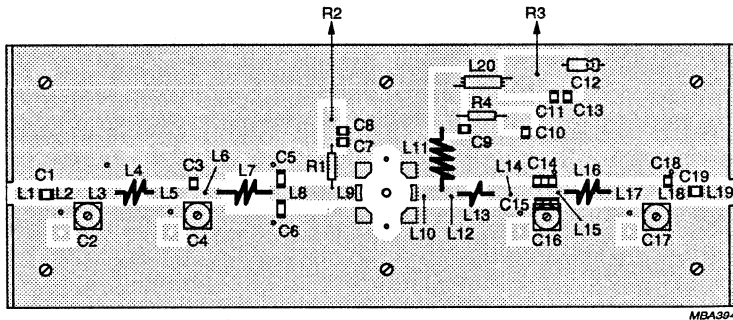 R2 R3
L20 C12
R4 C11 C13
C8 C7 C9 C10
L11
C1 L4 C3 L6 L7 C5 R1 L14 C14 L16 C18 C19
L1 L2 L3 L5 L8 L9 L13 L17 L18 L19
C15
C2 C4 C6 L10 L12 C16 L15 C17
MBA394